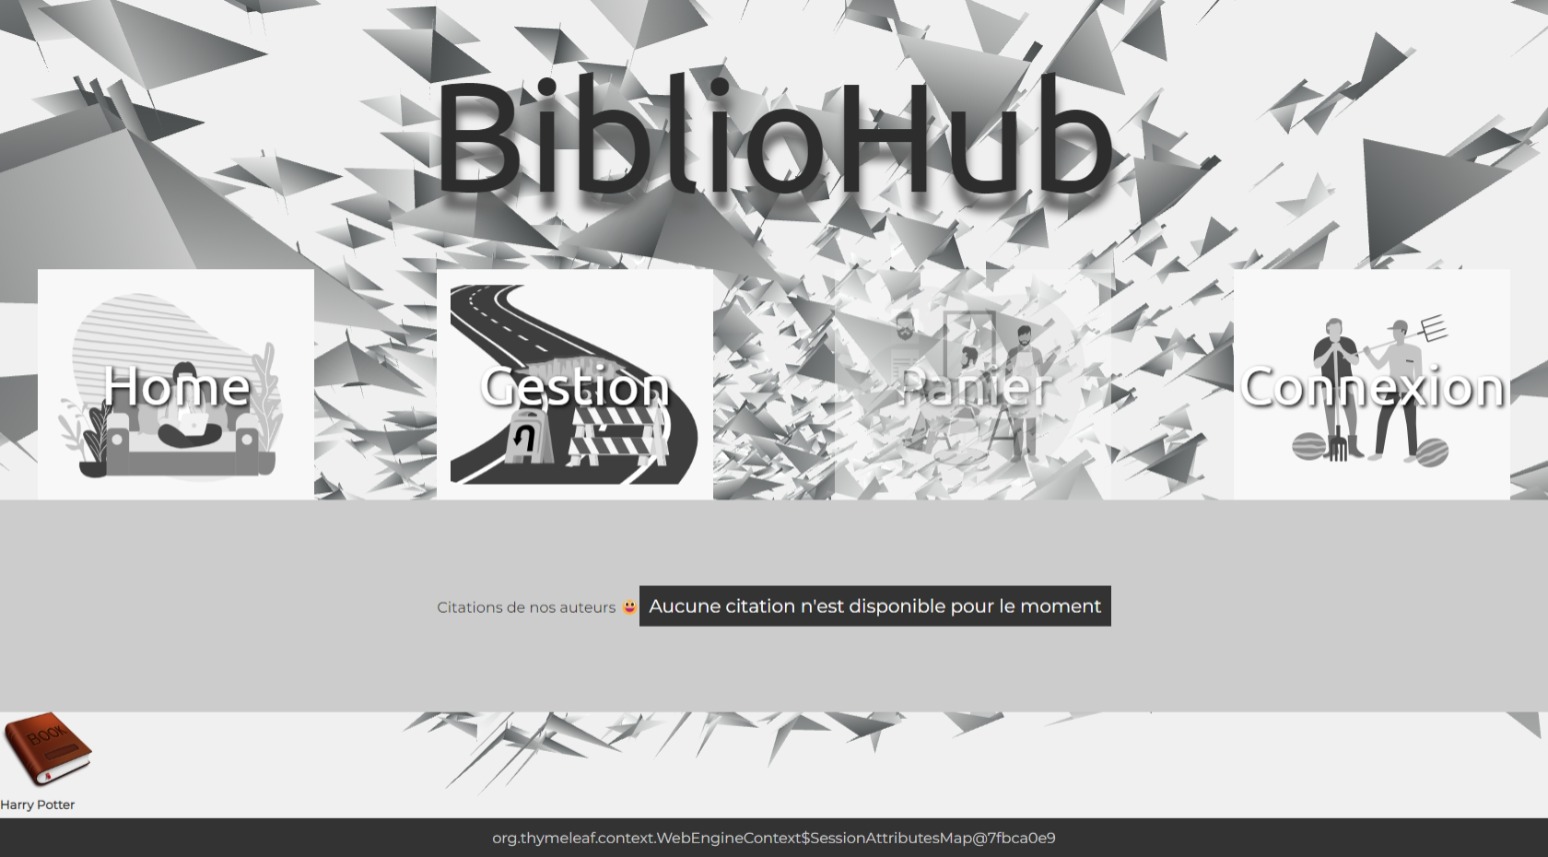 BiblioHub
Home
Gestion
Panier
Connexion
Citations de nos auteurs 😃 Aucune citation n'est disponible pour le moment
BOOK
Harry Potter
org.thymeleaf.context.WebEngineContext$SessionAttributesMap@7fbca0e9